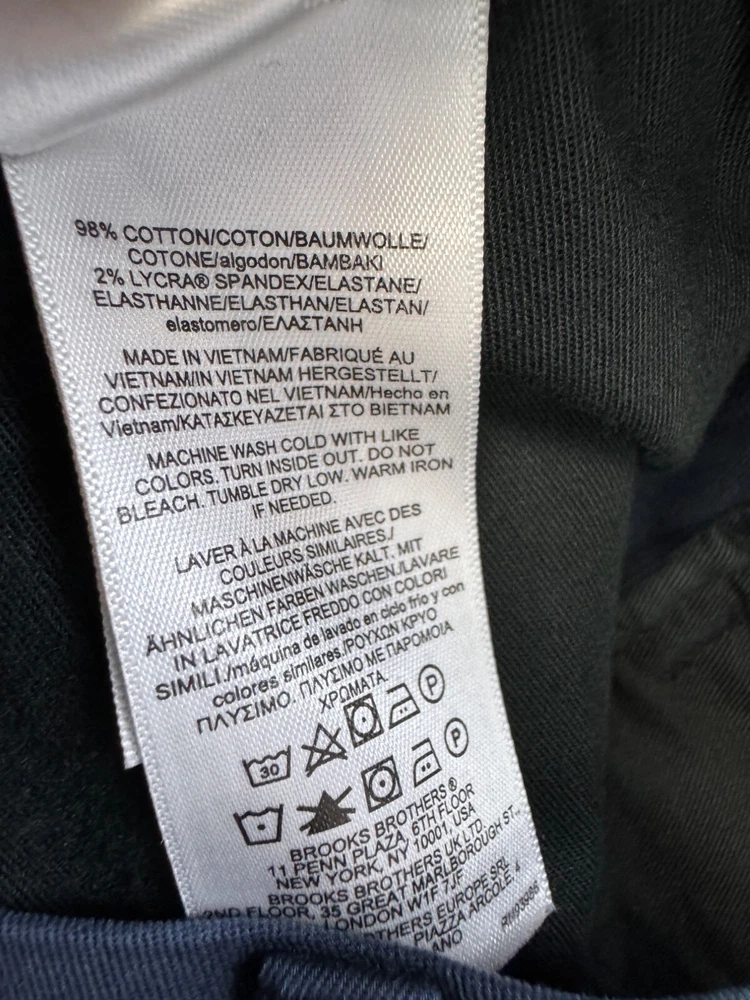 98% COTTON/COTON/BAUMWOLLE/
COTONE/algodon/BAMBAKI
2% LYCRA® SPANDEX/ELASTANE/
ELASTHANNE/ELASTHAN/ELASTAN/
elastomero/ΕΛΑΣΤΑΝΗ
MADE IN VIETNAM/FABRIQUÉ AU
VIETNAM/IN VIETNAM HERGESTELLT/
CONFEZIONATO NEL VIETNAM/Hecho en
Vietnam/ΚΑΤΑΣΚΕΥΑΖΕΤΑΙ ΣΤΟ ΒΙΕΤΝΑΜ
MACHINE WASH COLD WITH LIKE
COLORS. TURN INSIDE OUT. DO NOT
BLEACH. TUMBLE DRY LOW. WARM IRON
IF NEEDED.
LAVER À LA MACHINE AVEC DES
COULEURS SIMILAIRES./
MASCHINENWÄSCHE KALT. MIT
ÄHNLICHEN FARBEN WASCHEN./LAVARE
IN LAVATRICE FREDDO CON COLORI
SIMILI./máquina de lavado en ciclo frio y con
colores similares./ΡΟΥΧΩΝ ΚΡΥΟ
ΠΛΥΣΙΜΟ. ΠΛΥΣΙΜΟ ΜΕ ΠΑΡΟΜΟΙΑ
ΧΡΩΜΑΤΑ.
30 P
P
BROOKS BROTHERS®
11 PENN PLAZA, 6TH FLOOR
NEW YORK, NY 10001, USA
BROOKS BROTHERS UK LTD.
2ND FLOOR, 35 GREAT MARLBOROUGH ST.,
LONDON W1F 7JF
EUROPE SRL
PIAZZA ARCOLE, 4